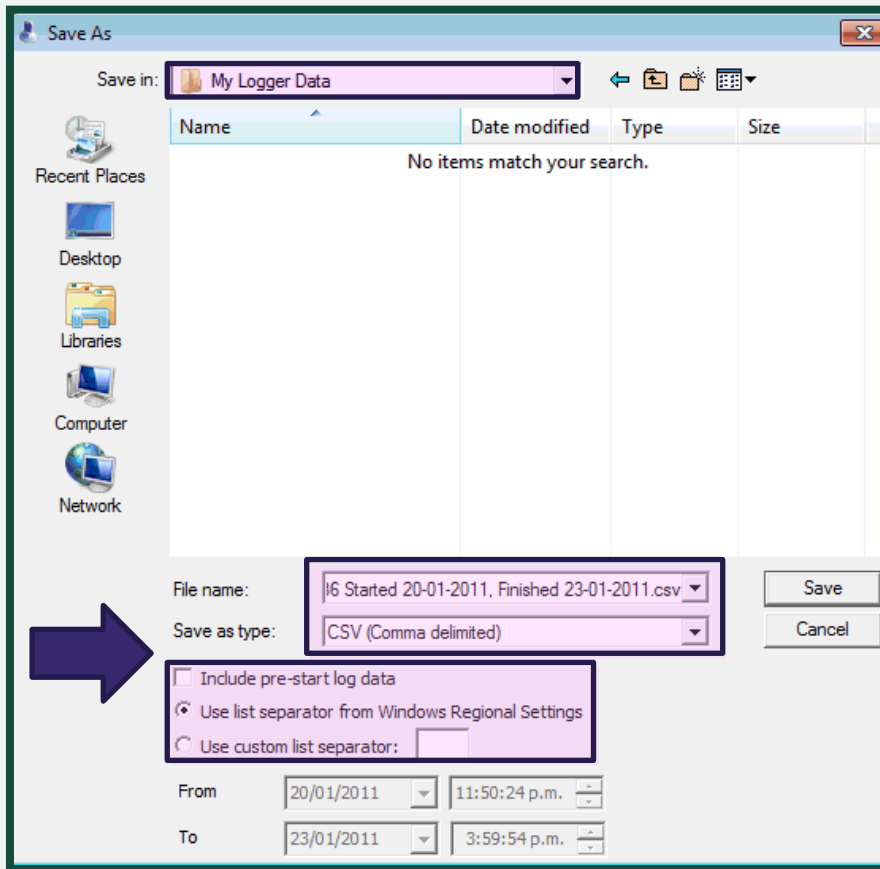 Save As
Save in: My Logger Data
Name Date modified Type Size
No items match your search.
Recent Places
Desktop
Libraries
Computer
Network
File name: 6 Started 20-01-2011, Finished 23-01-2011.csv Save
Save as type: CSV (Comma delimited) Cancel
Include pre-start log data
Use list separator from Windows Regional Settings
Use custom list separator:
From 20/01/2011 11:50:24 p.m.
To 23/01/2011 3:59:54 p.m.